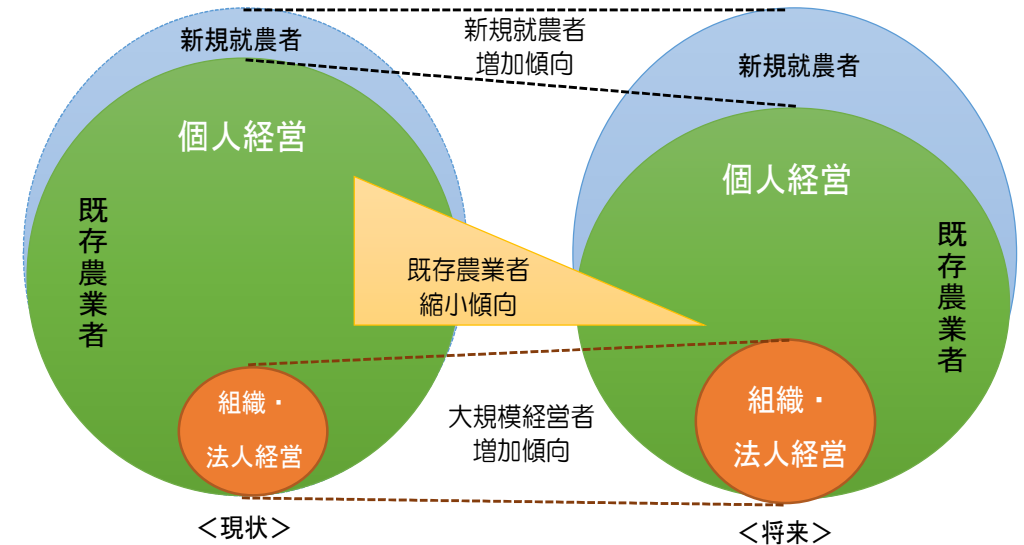 新規就農者
個人経営
既存農業者
組織・
法人経営
＜現状＞
新規就農者
増加傾向
既存農業者
縮小傾向
大規模経営者
増加傾向
新規就農者
個人経営
既存農業者
組織・
法人経営
＜将来＞